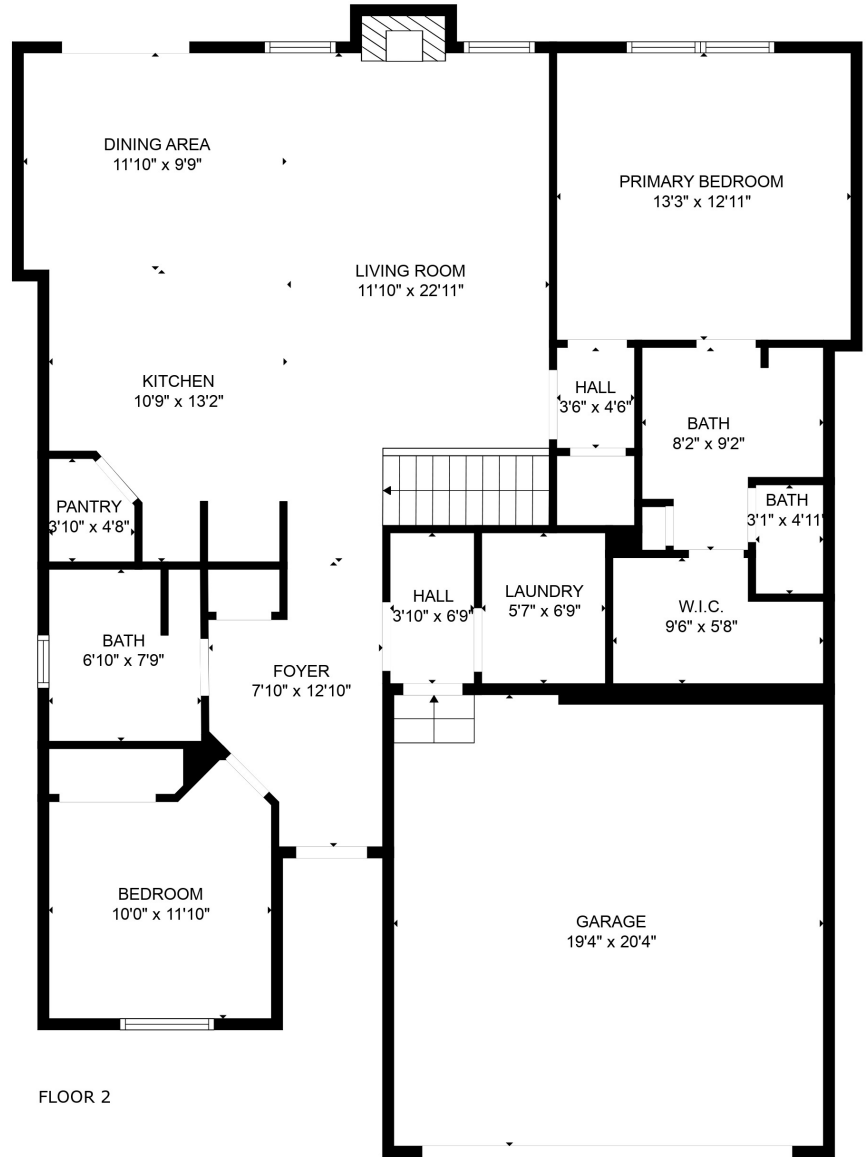 DINING AREA
11'10" x 9'9"
PRIMARY BEDROOM
13'3" x 12'11"
LIVING ROOM
11'10" x 22'11"
KITCHEN
10'9" x 13'2"
HALL
3'6" x 4'6"
BATH
8'2" x 9'2"
PANTRY
3'10" x 4'8"
BATH
3'1" x 4'11"
HALL
3'10" x 6'9"
LAUNDRY
5'7" x 6'9"
W.I.C.
9'6" x 5'8"
BATH
6'10" x 7'9"
FOYER
7'10" x 12'10"
BEDROOM
10'0" x 11'10"
GARAGE
19'4" x 20'4"
FLOOR 2